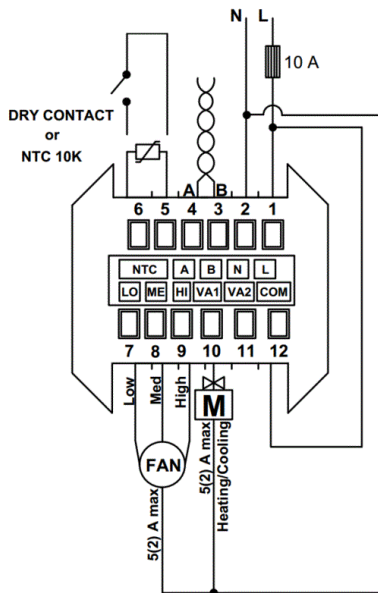 N L
10 A
DRY CONTACT
or
NTC 10K
A B
6 5 4 3 2 1
NTC A B N L
LO ME HI VA1 VA2 COM
7 8 9 10 11 12
Low
Med
High
M
FAN
5(2) A max
5(2) A max
Heating/Cooling